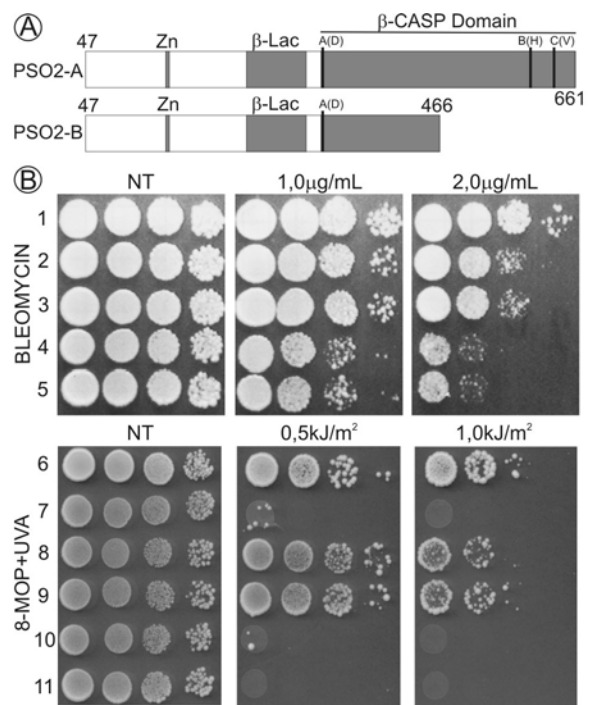 A
β-CASP Domain
47 Zn β-Lac A(D) B(H) C(V)
PSO2-A
661
47 Zn β-Lac A(D) 466
PSO2-B
B
NT 1,0μg/mL 2,0μg/mL
BLEOMYCIN
1
2
3
4
5
NT 0,5kJ/m² 1,0kJ/m²
8-MOP+UVA
6
7
8
9
10
11